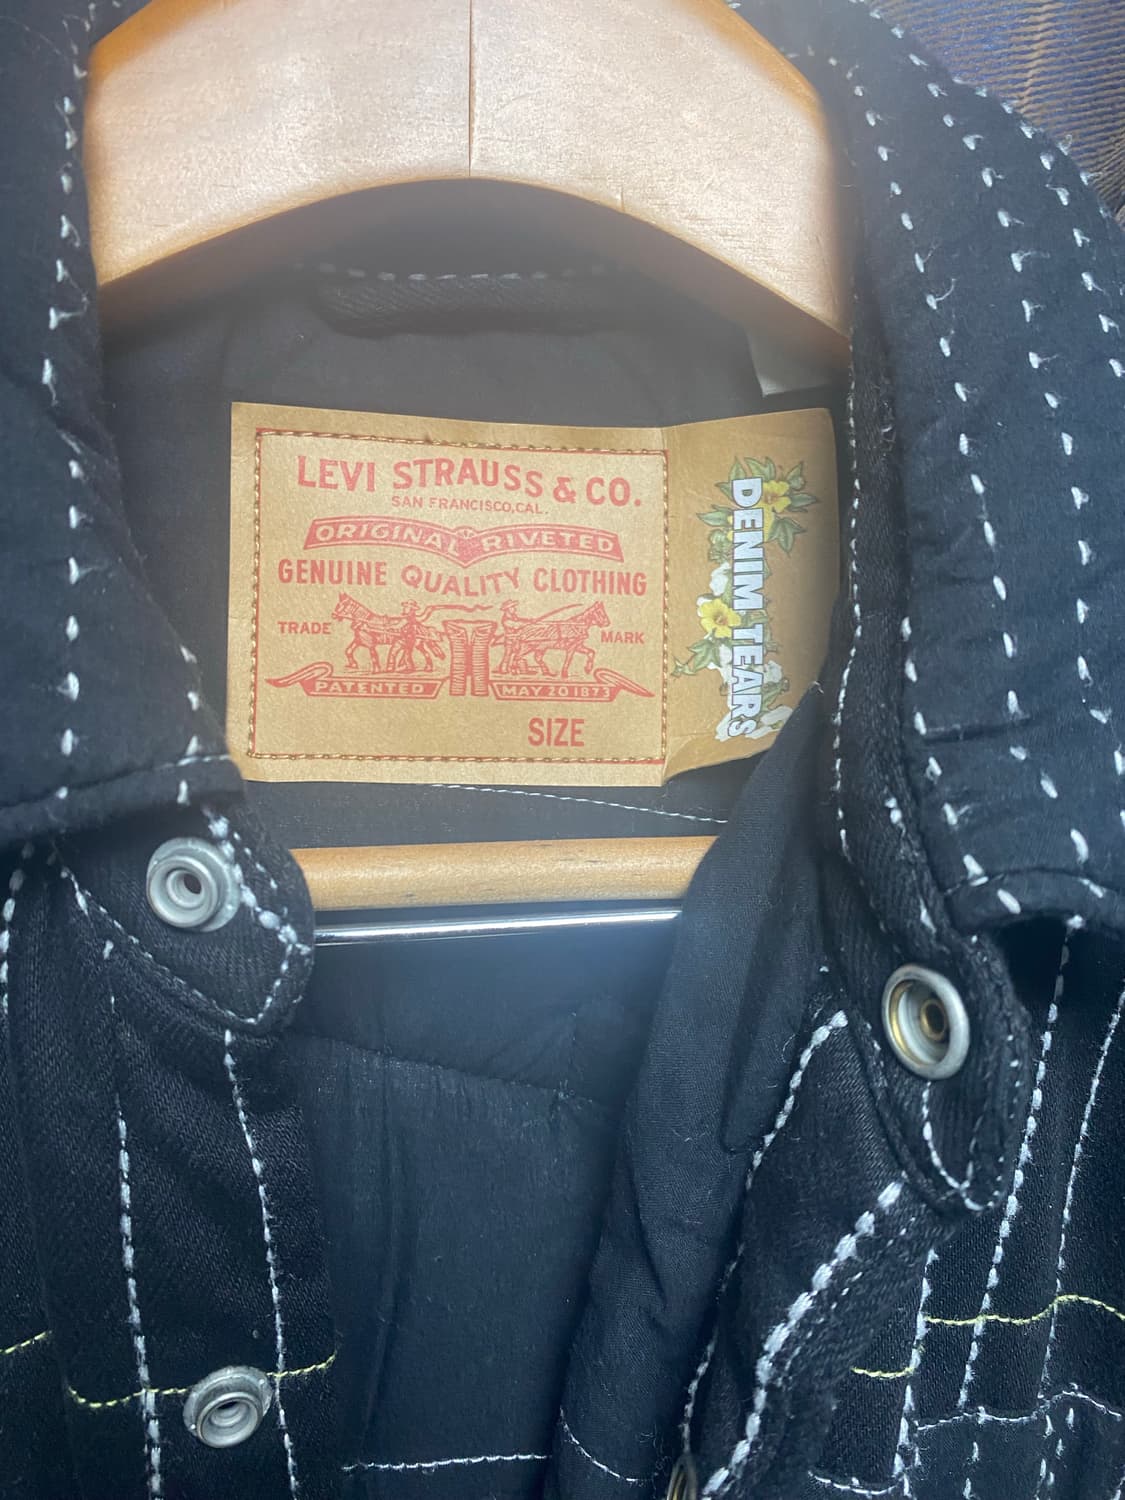 LEVI STRAUSS & CO.
SAN FRANCISCO, CAL.
ORIGINAL RIVETED
GENUINE QUALITY CLOTHING
TRADE MARK
PATENTED MAY 20 1873
SIZE
DENIM TEARS